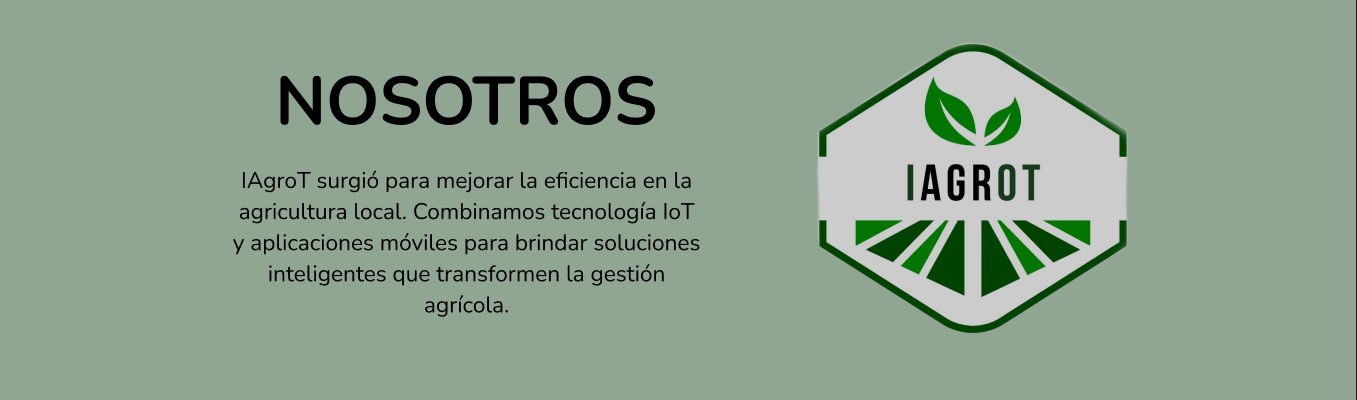 NOSOTROS
IAgroT surgió para mejorar la eficiencia en la
agricultura local. Combinamos tecnología IoT
y aplicaciones móviles para brindar soluciones
inteligentes que transformen la gestión
agrícola.
IAGROT